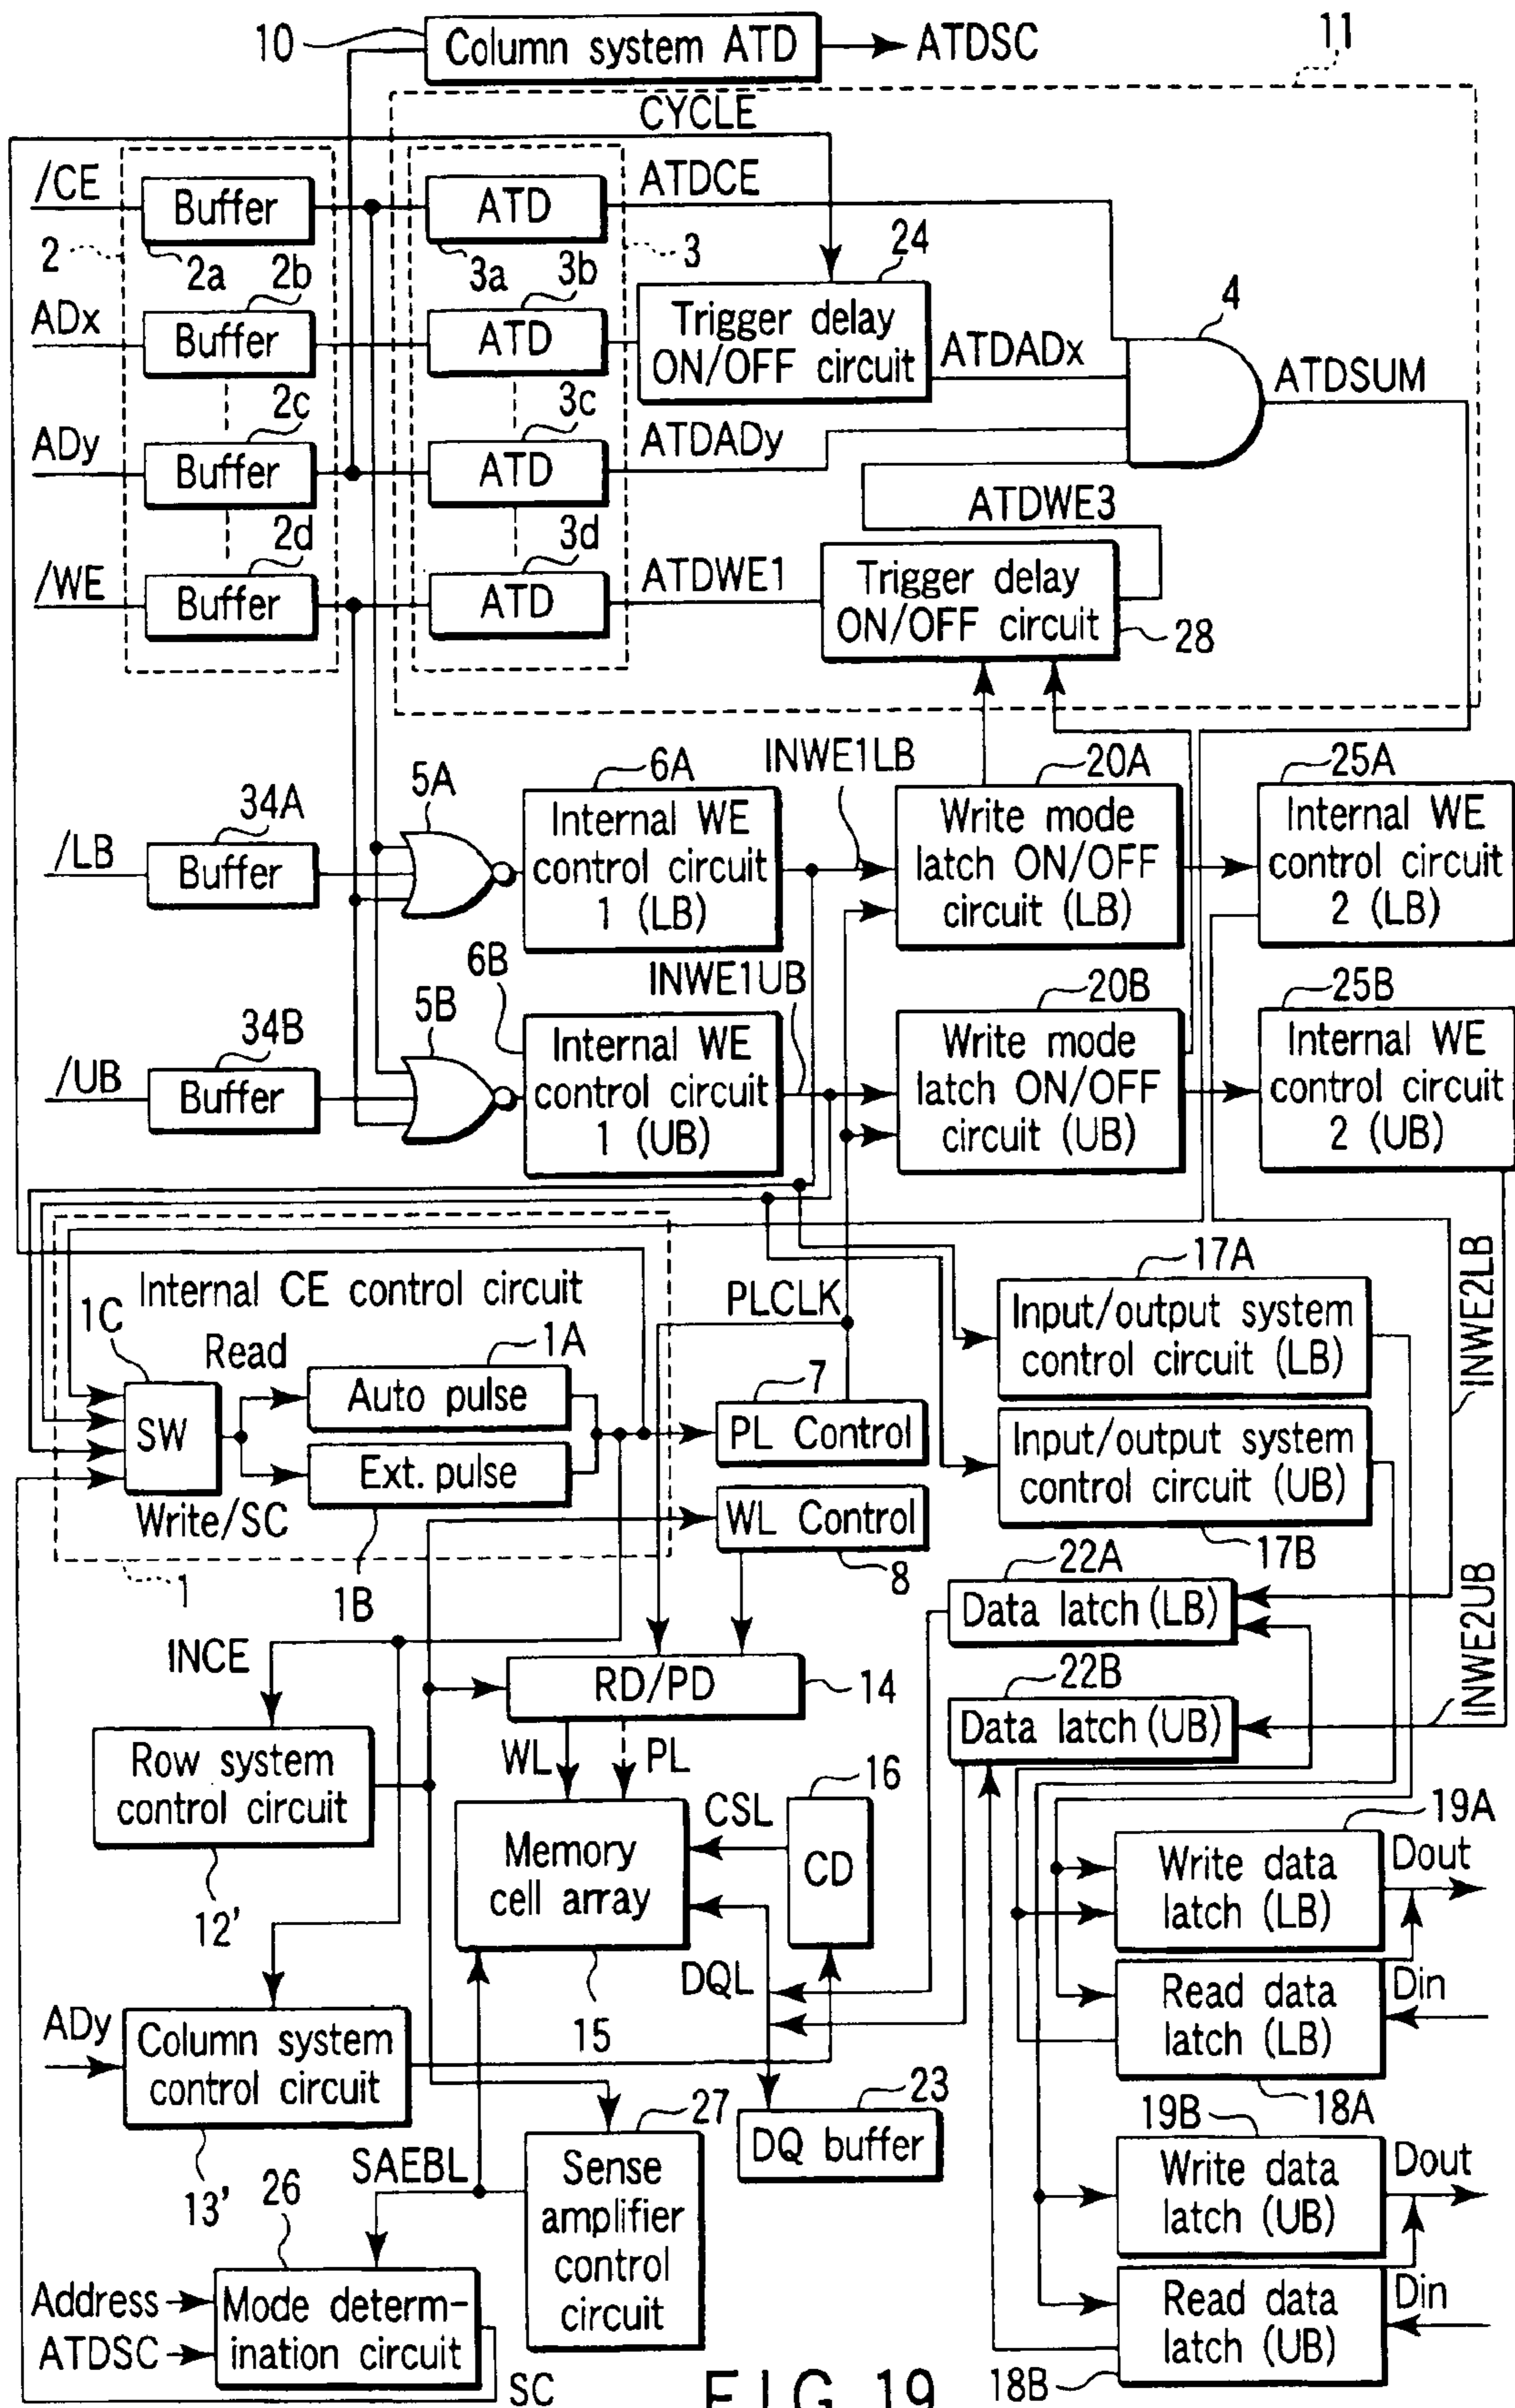 10
Column system ATD
ATDSC
11
CYCLE
/CE
Buffer
2
2a
ATD
ATDCE
3
3a
24
ADx
2b
Buffer
3b
ATD
Trigger delay
ON/OFF circuit
ATDADx
4
ATDSUM
ADy
2c
Buffer
3c
ATD
ATDADy
ATDWE3
/WE
2d
Buffer
3d
ATD
ATDWE1
Trigger delay
ON/OFF circuit
28
/LB
34A
Buffer
5A
6A
Internal WE
control circuit
1 (LB)
INWE1LB
20A
Write mode
latch ON/OFF
circuit (LB)
25A
Internal WE
control circuit
2 (LB)
/UB
34B
Buffer
5B
6B
Internal WE
control circuit
1 (UB)
INWE1UB
20B
Write mode
latch ON/OFF
circuit (UB)
25B
Internal WE
control circuit
2 (UB)
Internal CE control circuit
1C
SW
Read
1A
Auto pulse
Ext. pulse
Write/SC
1
1B
PLCLK
7
PL Control
WL Control
8
17A
Input/output system
control circuit (LB)
Input/output system
control circuit (UB)
17B
INWE2LB
22A
Data latch (LB)
22B
Data latch (UB)
INWE2UB
INCE
RD/PD
14
WL
PL
Row system
control circuit
12'
Memory
cell array
15
CSL
16
CD
DQL
19A
Write data
latch (LB)
Dout
Read data
latch (LB)
Din
18A
ADy
Column system
control circuit
13'
23
DQ buffer
27
Sense
amplifier
control
circuit
SAEBL
19B
Write data
latch (UB)
Dout
Read data
latch (UB)
Din
18B
26
Address
ATDSC
Mode determ-
ination circuit
SC
FIG. 19